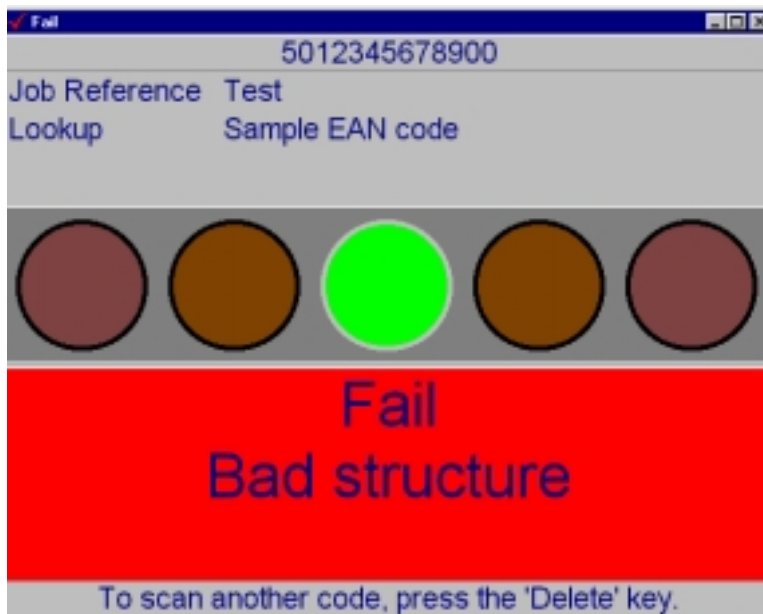 Fail
5012345678900
Job Reference Test
Lookup Sample EAN code
Fail
Bad structure
To scan another code, press the 'Delete' key.